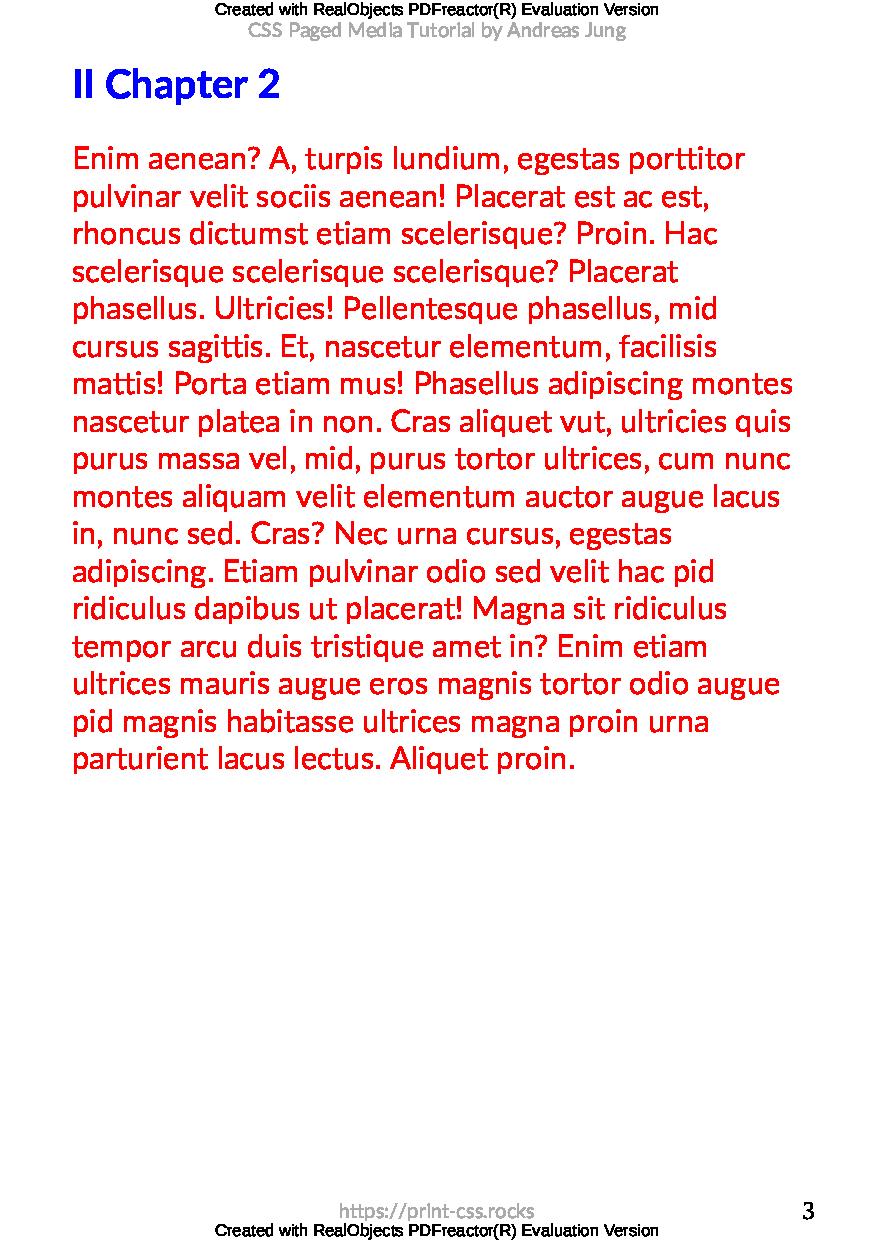 Created with RealObjects PDFreactor(R) Evaluation Version
CSS Paged Media Tutorial by Andreas Jung
II Chapter 2
Enim aenean? A, turpis lundium, egestas porttitor
pulvinar velit sociis aenean! Placerat est ac est,
rhoncus dictumst etiam scelerisque? Proin. Hac
scelerisque scelerisque scelerisque? Placerat
phasellus. Ultricies! Pellentesque phasellus, mid
cursus sagittis. Et, nascetur elementum, facilisis
mattis! Porta etiam mus! Phasellus adipiscing montes
nascetur platea in non. Cras aliquet vut, ultricies quis
purus massa vel, mid, purus tortor ultrices, cum nunc
montes aliquam velit elementum auctor augue lacus
in, nunc sed. Cras? Nec urna cursus, egestas
adipiscing. Etiam pulvinar odio sed velit hac pid
ridiculus dapibus ut placerat! Magna sit ridiculus
tempor arcu duis tristique amet in? Enim etiam
ultrices mauris augue eros magnis tortor odio augue
pid magnis habitasse ultrices magna proin urna
parturient lacus lectus. Aliquet proin.
https://print-css.rocks
3
Created with RealObjects PDFreactor(R) Evaluation Version